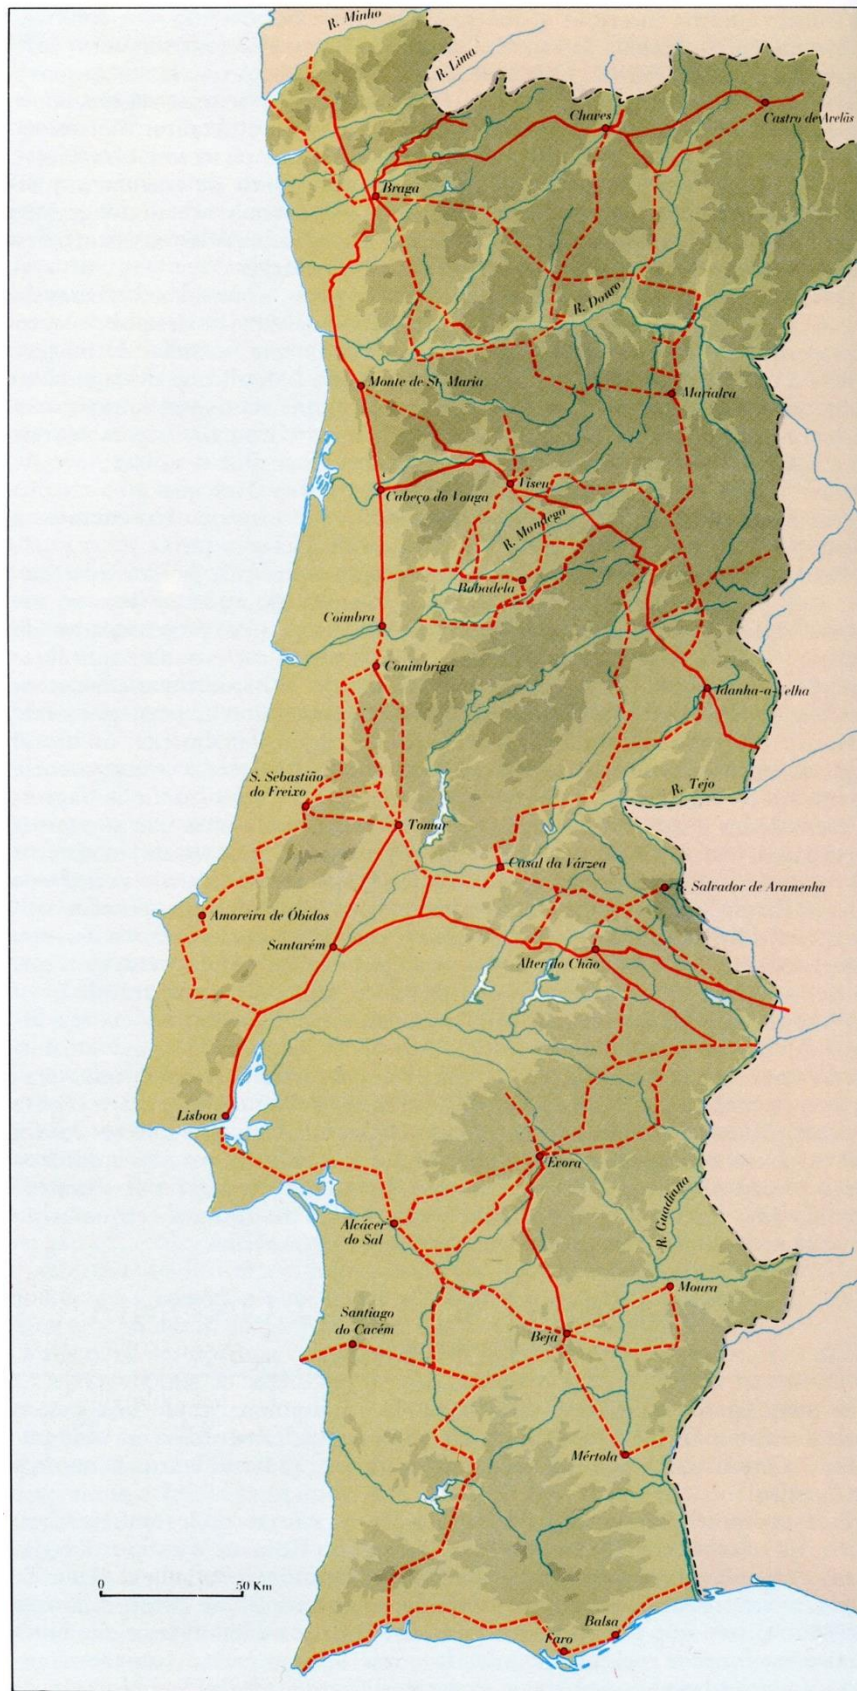 R. Minho
R. Lima
Chaves
Castro de Avelãs
Braga
R. Douro
Monte de St. Maria
Marialva
Viseu
Cabeço do Vouga
R. Mondego
Bobadela
Coimbra
Conimbriga
Idanha-a-Velha
S. Sebastião
do Freixo
R. Tejo
Tomar
Casal da Várzea
S. Salvador de Aramenha
Amoreira de Óbidos
Santarém
Alter do Chão
Lisboa
Évora
R. Guadiana
Alcácer
do Sal
Moura
Santiago
do Cacém
Beja
Mértola
0 50 Km
Balsa
Faro